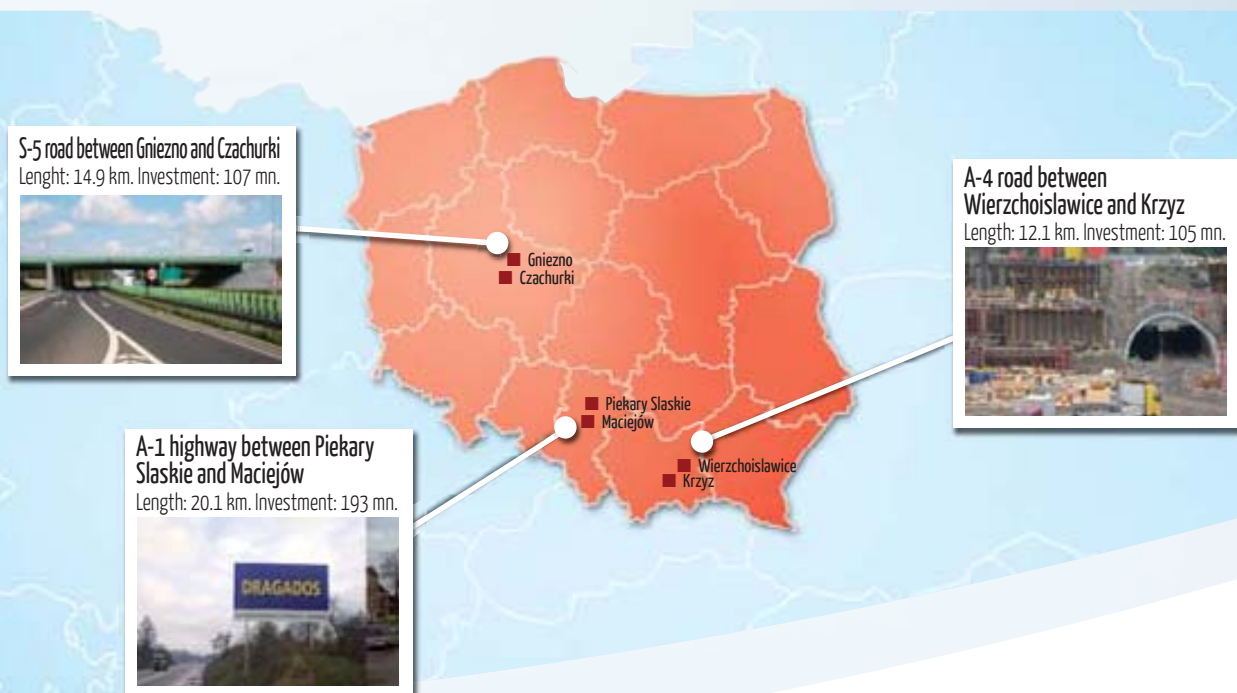 S-5 road between Gniezno and Czachurki
Lenght: 14.9 km. Investment: 107 mn.
A-4 road between
Wierzchoislawice and Krzyz
Length: 12.1 km. Investment: 105 mn.
Gniezno
Czachurki
Piekary Slaskie
Maciejów
Wierzchoislawice
Krzyz
A-1 highway between Piekary
Slaskie and Maciejów
Length: 20.1 km. Investment: 193 mn.
DRAGADOS